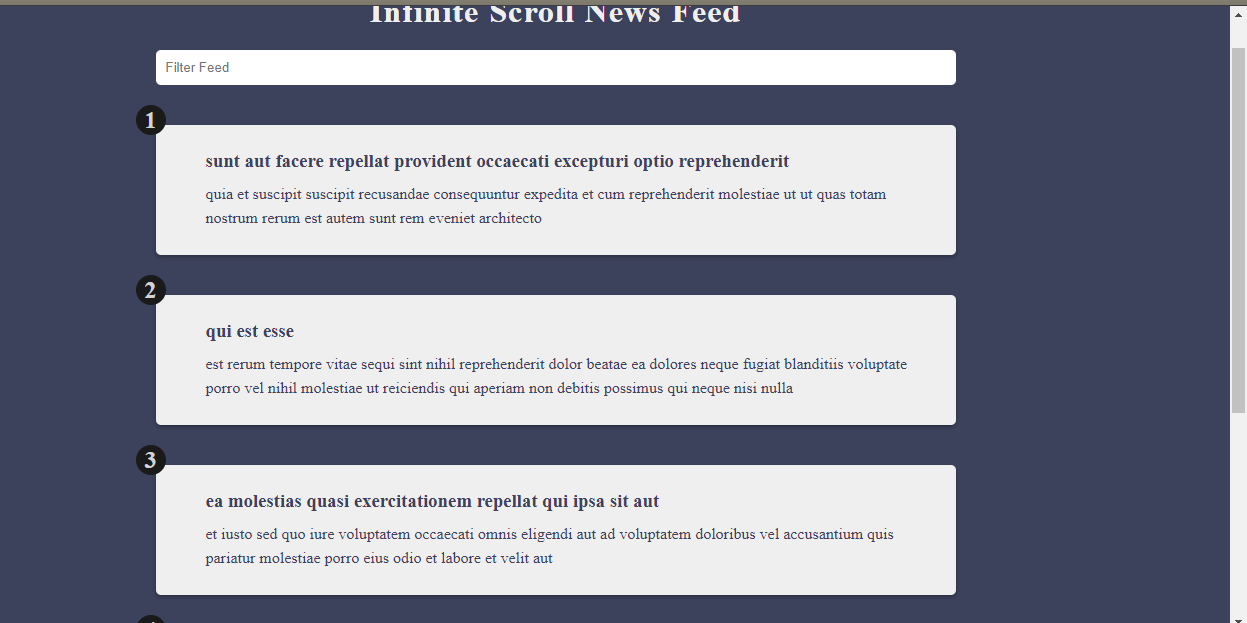 Infinite Scroll News Feed
Filter Feed
1
sunt aut facere repellat provident occaecati excepturi optio reprehenderit
quia et suscipit suscipit recusandae consequuntur expedita et cum reprehenderit molestiae ut ut quas totam
nostrum rerum est autem sunt rem eveniet architecto
2
qui est esse
est rerum tempore vitae sequi sint nihil reprehenderit dolor beatae ea dolores neque fugiat blanditiis voluptate
porro vel nihil molestiae ut reiciendis qui aperiam non debitis possimus qui neque nisi nulla
3
ea molestias quasi exercitationem repellat qui ipsa sit aut
et iusto sed quo iure voluptatem occaecati omnis eligendi aut ad voluptatem doloribus vel accusantium quis
pariatur molestiae porro eius odio et labore et velit aut